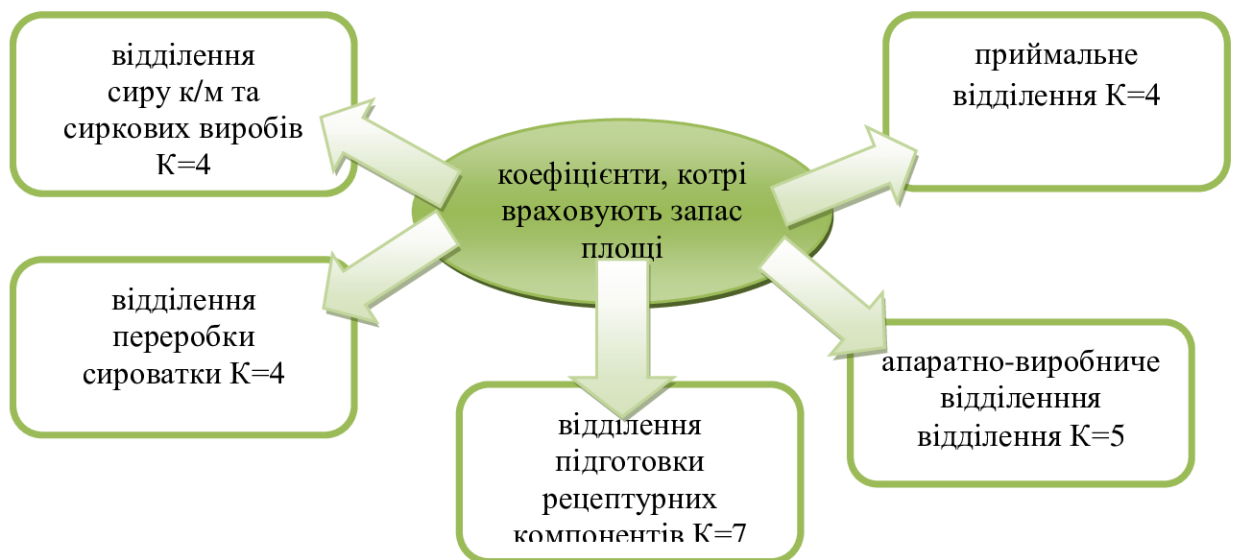 відділення
сиру к/м та
сиркових виробів
К=4
приймальне
відділення К=4
коефіцієнти, котрі
враховують запас
площі
відділення
переробки
сироватки К=4
апаратно-виробниче
відділенння
відділення К=5
відділення
підготовки
рецептурних
компонентів К=7